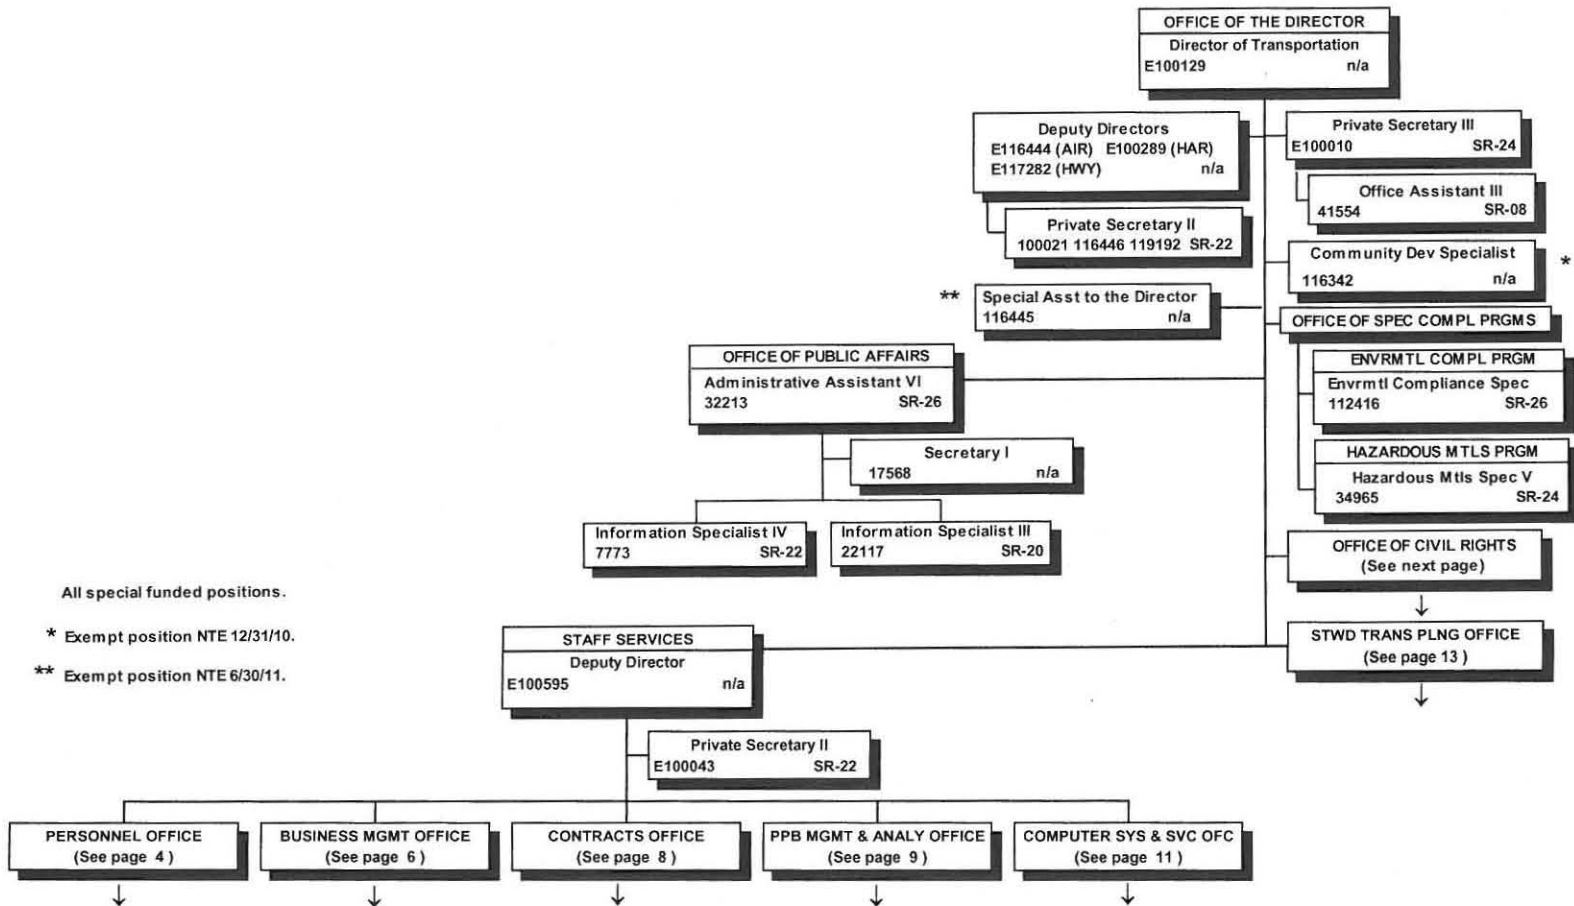 OFFICE OF THE DIRECTOR
Director of Transportation
E100129 n/a
Deputy Directors
E116444 (AIR) E100289 (HAR)
E117282 (HWY) n/a
Private Secretary II
100021 116446 119192 SR-22
Private Secretary III
E100010 SR-24
Office Assistant III
41554 SR-08
Community Dev Specialist
116342 n/a
*
** Special Asst to the Director
116445 n/a
OFFICE OF SPEC COMPL PRGMS
ENVRMTL COMPL PRGM
Envrmtl Compliance Spec
112416 SR-26
HAZARDOUS MTLS PRGM
Hazardous Mtls Spec V
34965 SR-24
OFFICE OF PUBLIC AFFAIRS
Administrative Assistant VI
32213 SR-26
Secretary I
17568 n/a
Information Specialist IV
7773 SR-22
Information Specialist III
22117 SR-20
OFFICE OF CIVIL RIGHTS
(See next page)
STWD TRANS PLNG OFFICE
(See page 13 )
All special funded positions.
* Exempt position NTE 12/31/10.
** Exempt position NTE 6/30/11.
STAFF SERVICES
Deputy Director
E100595 n/a
Private Secretary II
E100043 SR-22
PERSONNEL OFFICE
(See page 4 )
BUSINESS MGMT OFFICE
(See page 6 )
CONTRACTS OFFICE
(See page 8 )
PPB MGMT & ANALY OFFICE
(See page 9 )
COMPUTER SYS & SVC OFC
(See page 11 )